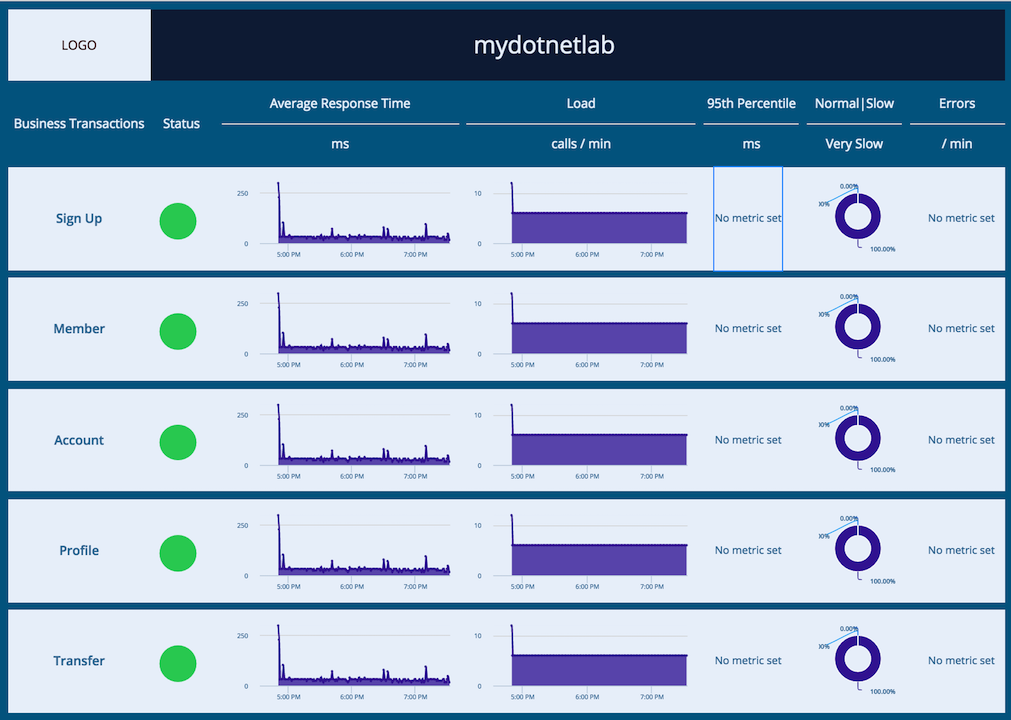 LOGO
mydotnetlab
Business Transactions
Status
Average Response Time
ms
Load
calls / min
95th Percentile
ms
Normal|Slow
Very Slow
Errors
/ min
Sign Up
250
0
5:00 PM 6:00 PM 7:00 PM
10
0
5:00 PM 6:00 PM 7:00 PM
No metric set
0.00%
00%
100.00%
No metric set
Member
250
0
5:00 PM 6:00 PM 7:00 PM
10
0
5:00 PM 6:00 PM 7:00 PM
No metric set
0.00%
00%
100.00%
No metric set
Account
250
0
5:00 PM 6:00 PM 7:00 PM
10
0
5:00 PM 6:00 PM 7:00 PM
No metric set
0.00%
00%
100.00%
No metric set
Profile
250
0
5:00 PM 6:00 PM 7:00 PM
10
0
5:00 PM 6:00 PM 7:00 PM
No metric set
0.00%
00%
100.00%
No metric set
Transfer
250
0
5:00 PM 6:00 PM 7:00 PM
10
0
5:00 PM 6:00 PM 7:00 PM
No metric set
0.00%
00%
100.00%
No metric set